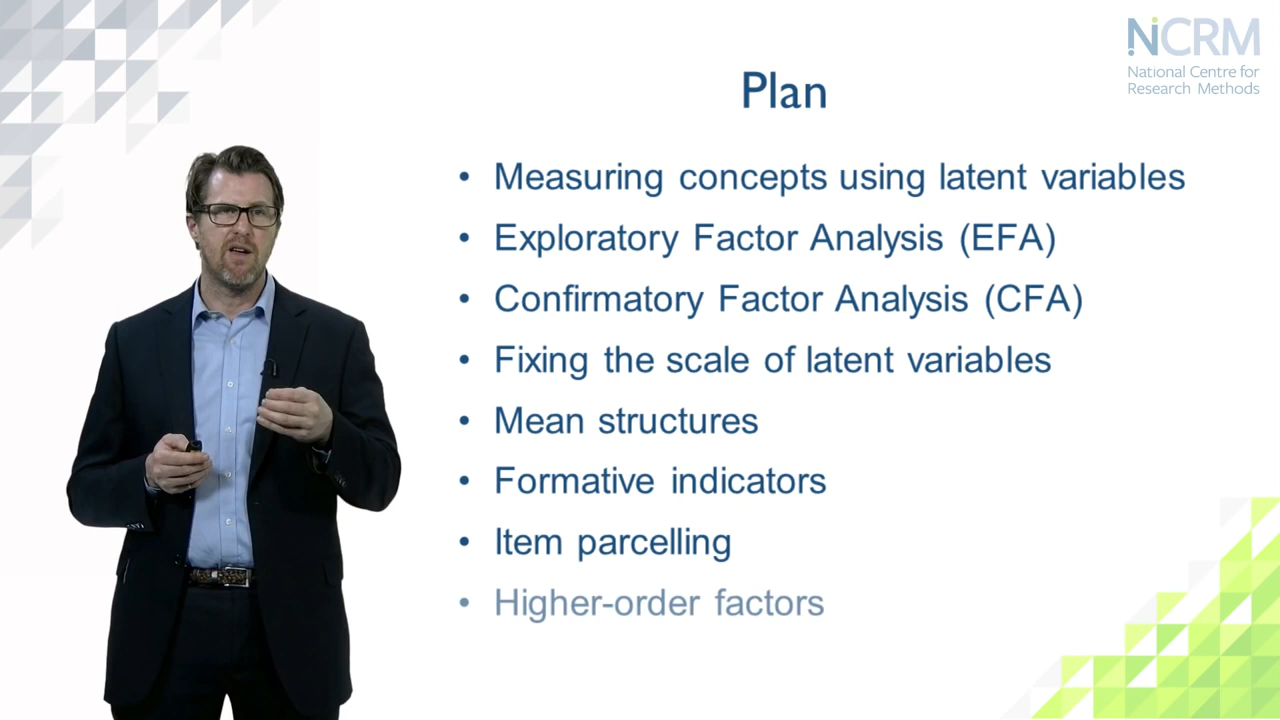 NCRM
National Centre for
Research Methods
Plan
• Measuring concepts using latent variables
• Exploratory Factor Analysis (EFA)
• Confirmatory Factor Analysis (CFA)
• Fixing the scale of latent variables
• Mean structures
• Formative indicators
• Item parcelling
• Higher-order factors